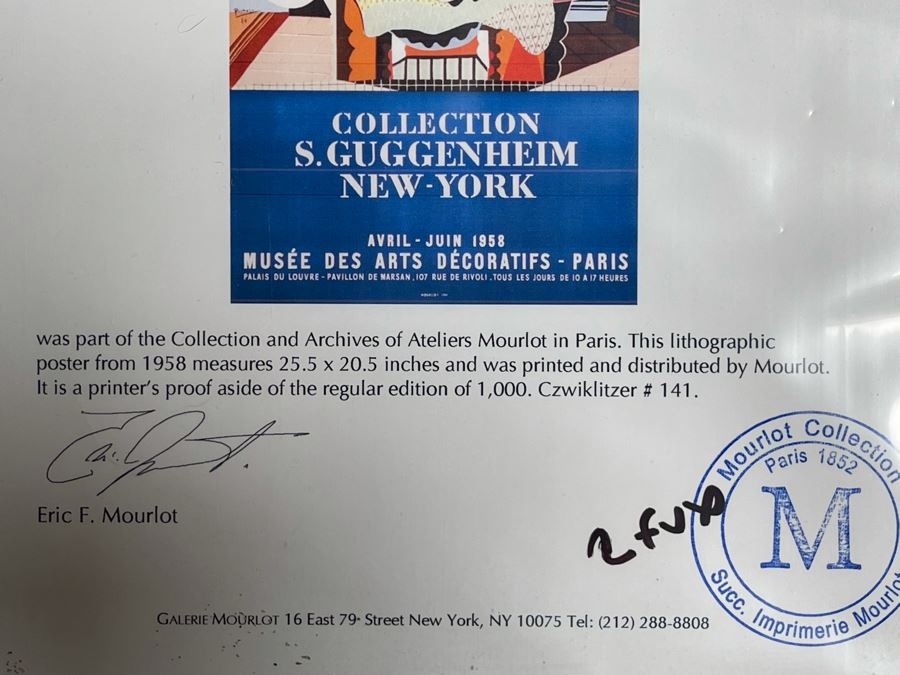 COLLECTION
S. GUGGENHEIM
NEW-YORK
AVRIL - JUIN 1958
MUSÉE DES ARTS DÉCORATIFS - PARIS
PALAIS DU LOUVRE - PAVILLON DE MARSAN, 107 RUE DE RIVOLI. TOUS LES JOURS DE 10 A 17 HEURES
was part of the Collection and Archives of Ateliers Mourlot in Paris. This lithographic
poster from 1958 measures 25.5 x 20.5 inches and was printed and distributed by Mourlot.
It is a printer's proof aside of the regular edition of 1,000. Czwiklitzer # 141.
Eric F. Mourlot
Mourlot Collection
Paris 1852
M
Succ. Imprimerie Mourlot
GALERIE MOURLOT 16 East 79 Street New York, NY 10075 Tel: (212) 288-8808